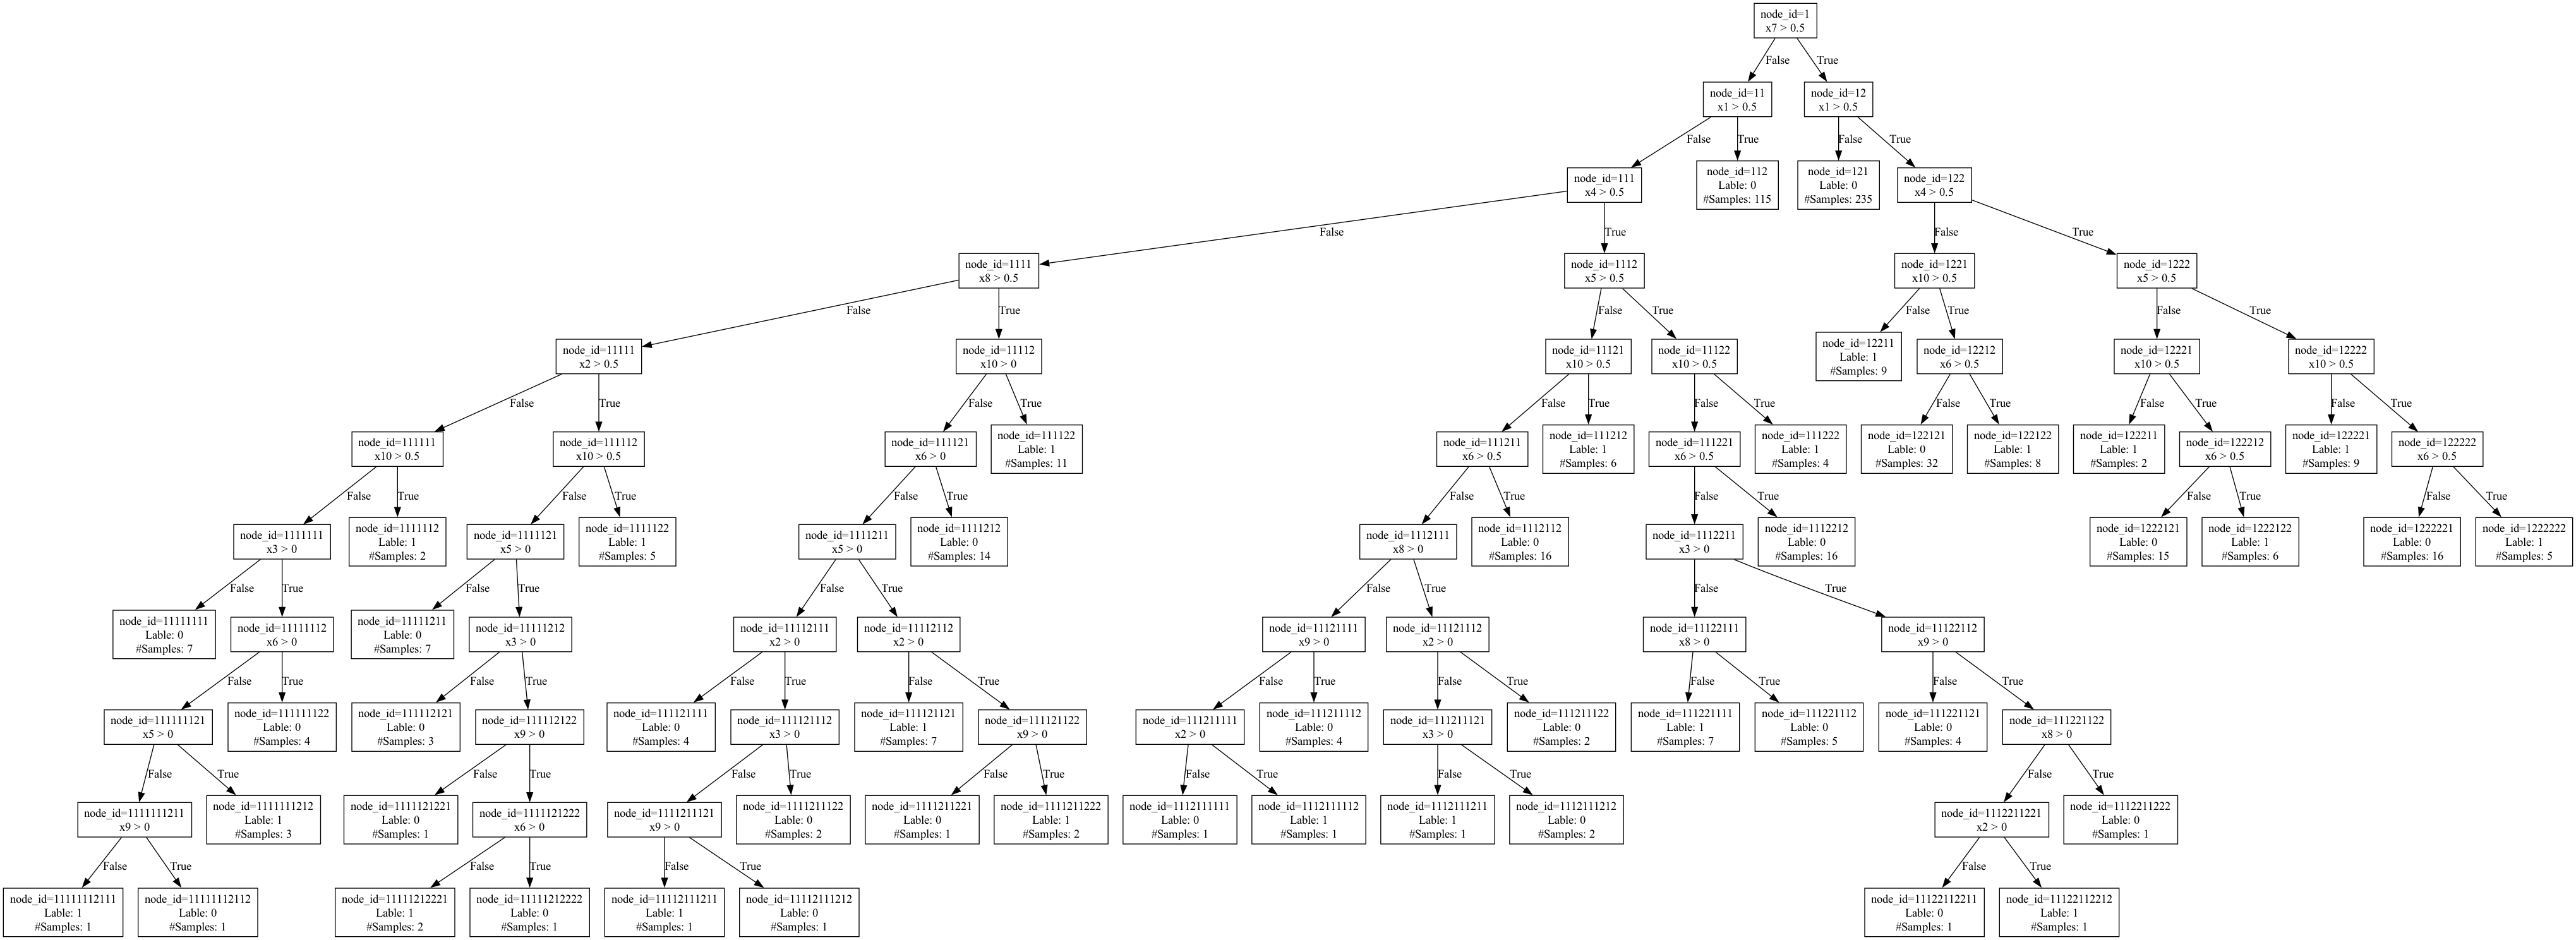 node_id=1
x7 > 0.5
False
True
node_id=11
x1 > 0.5
node_id=12
x1 > 0.5
False
True
False
True
node_id=111
x4 > 0.5
node_id=112
Lable: 0
#Samples: 115
node_id=121
Lable: 0
#Samples: 235
node_id=122
x4 > 0.5
False
True
False
True
node_id=1111
x8 > 0.5
node_id=1112
x5 > 0.5
node_id=1221
x10 > 0.5
node_id=1222
x5 > 0.5
False
True
False
True
False
True
False
True
node_id=11111
x2 > 0.5
node_id=11112
x10 > 0
node_id=11121
x10 > 0.5
node_id=11122
x10 > 0.5
node_id=12211
Lable: 1
#Samples: 9
node_id=12212
x6 > 0.5
node_id=12221
x10 > 0.5
node_id=12222
x10 > 0.5
False
True
False
True
False
True
False
True
False
True
False
True
False
True
node_id=111111
x10 > 0.5
node_id=111112
x10 > 0.5
node_id=111121
x6 > 0
node_id=111122
Lable: 1
#Samples: 11
node_id=111211
x6 > 0.5
node_id=111212
Lable: 1
#Samples: 6
node_id=111221
x6 > 0.5
node_id=111222
Lable: 1
#Samples: 4
node_id=122121
Lable: 0
#Samples: 32
node_id=122122
Lable: 1
#Samples: 8
node_id=122211
Lable: 1
#Samples: 2
node_id=122212
x6 > 0.5
node_id=122221
Lable: 1
#Samples: 9
node_id=122222
x6 > 0.5
False
True
False
True
False
True
False
True
False
True
False
True
False
True
node_id=1111111
x3 > 0
node_id=1111112
Lable: 1
#Samples: 2
node_id=1111121
x5 > 0
node_id=1111122
Lable: 1
#Samples: 5
node_id=1111211
x5 > 0
node_id=1111212
Lable: 0
#Samples: 14
node_id=1112111
x8 > 0
node_id=1112112
Lable: 0
#Samples: 16
node_id=1112211
x3 > 0
node_id=1112212
Lable: 0
#Samples: 16
node_id=1222121
Lable: 0
#Samples: 15
node_id=1222122
Lable: 1
#Samples: 6
node_id=1222221
Lable: 0
#Samples: 16
node_id=1222222
Lable: 1
#Samples: 5
False
True
False
True
False
True
False
True
False
True
node_id=11111111
Lable: 0
#Samples: 7
node_id=11111112
x6 > 0
node_id=11111211
Lable: 0
#Samples: 7
node_id=11111212
x3 > 0
node_id=11112111
x2 > 0
node_id=11112112
x2 > 0
node_id=11121111
x9 > 0
node_id=11121112
x2 > 0
node_id=11122111
x8 > 0
node_id=11122112
x9 > 0
False
True
False
True
False
True
False
True
False
True
False
True
False
True
False
True
node_id=111111121
x5 > 0
node_id=111111122
Lable: 0
#Samples: 4
node_id=111112121
Lable: 0
#Samples: 3
node_id=111112122
x9 > 0
node_id=111121111
Lable: 0
#Samples: 4
node_id=111121112
x3 > 0
node_id=111121121
Lable: 1
#Samples: 7
node_id=111121122
x9 > 0
node_id=111211111
x2 > 0
node_id=111211112
Lable: 0
#Samples: 4
node_id=111211121
x3 > 0
node_id=111211122
Lable: 0
#Samples: 2
node_id=111221111
Lable: 1
#Samples: 7
node_id=111221112
Lable: 0
#Samples: 5
node_id=111221121
Lable: 0
#Samples: 4
node_id=111221122
x8 > 0
False
True
False
True
False
True
False
True
False
True
False
True
False
True
node_id=1111111211
x9 > 0
node_id=1111111212
Lable: 1
#Samples: 3
node_id=1111121221
Lable: 0
#Samples: 1
node_id=1111121222
x6 > 0
node_id=1111211121
x9 > 0
node_id=1111211122
Lable: 0
#Samples: 2
node_id=1111211221
Lable: 0
#Samples: 1
node_id=1111211222
Lable: 1
#Samples: 2
node_id=1112111111
Lable: 0
#Samples: 1
node_id=1112111112
Lable: 1
#Samples: 1
node_id=1112111211
Lable: 1
#Samples: 1
node_id=1112111212
Lable: 0
#Samples: 2
node_id=1112211221
x2 > 0
node_id=1112211222
Lable: 0
#Samples: 1
False
True
False
True
False
True
False
True
node_id=11111112111
Lable: 1
#Samples: 1
node_id=11111112112
Lable: 0
#Samples: 1
node_id=11111212221
Lable: 1
#Samples: 2
node_id=11111212222
Lable: 0
#Samples: 1
node_id=11112111211
Lable: 1
#Samples: 1
node_id=11112111212
Lable: 0
#Samples: 1
node_id=11122112211
Lable: 0
#Samples: 1
node_id=11122112212
Lable: 1
#Samples: 1